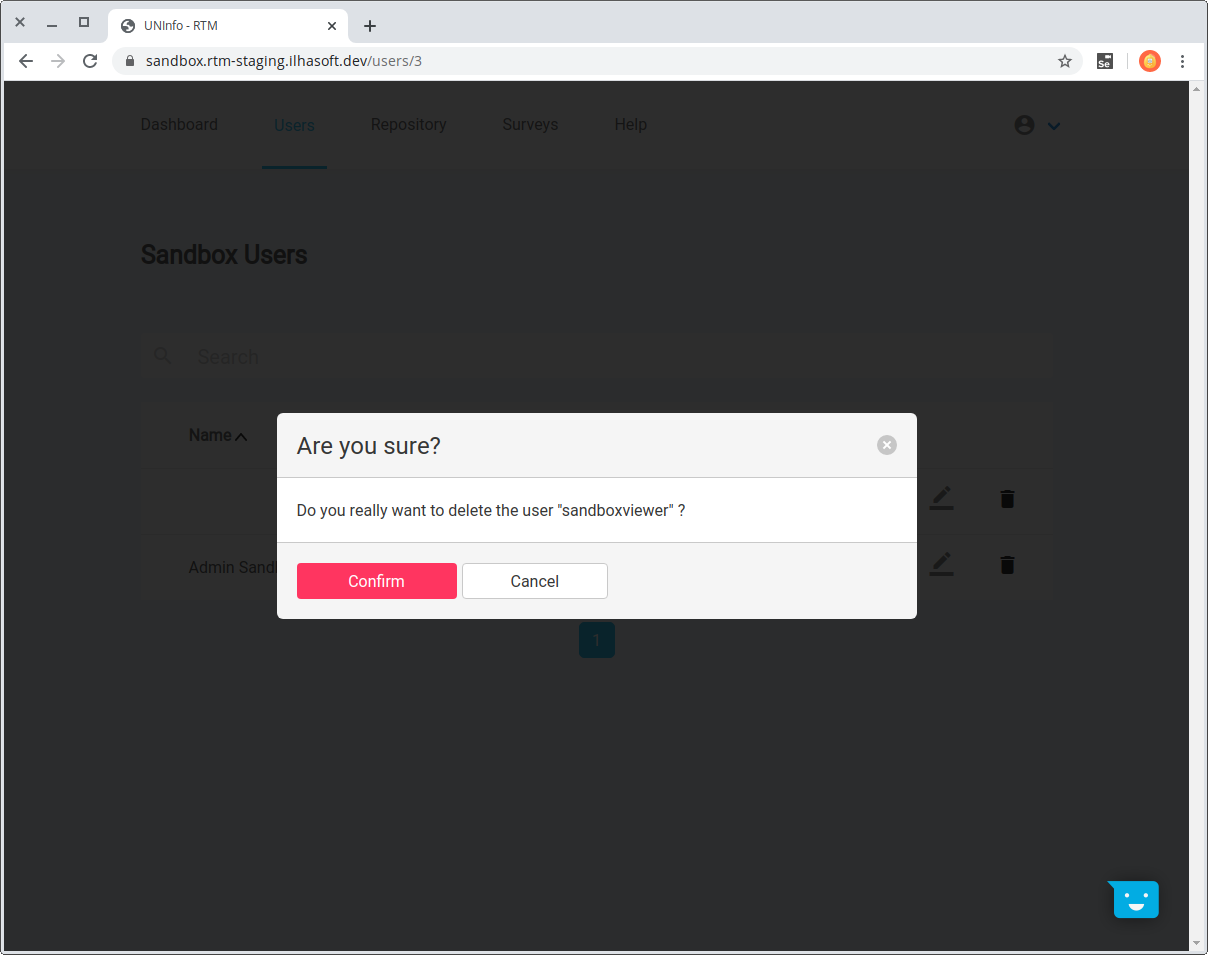 UNInfo - RTM
sandbox.rtm-staging.ilhasoft.dev/users/3
Se
Dashboard Users Repository Surveys Help
Sandbox Users
Search
Name
Are you sure?
Do you really want to delete the user "sandboxviewer" ?
Admin Sand
Confirm Cancel
1